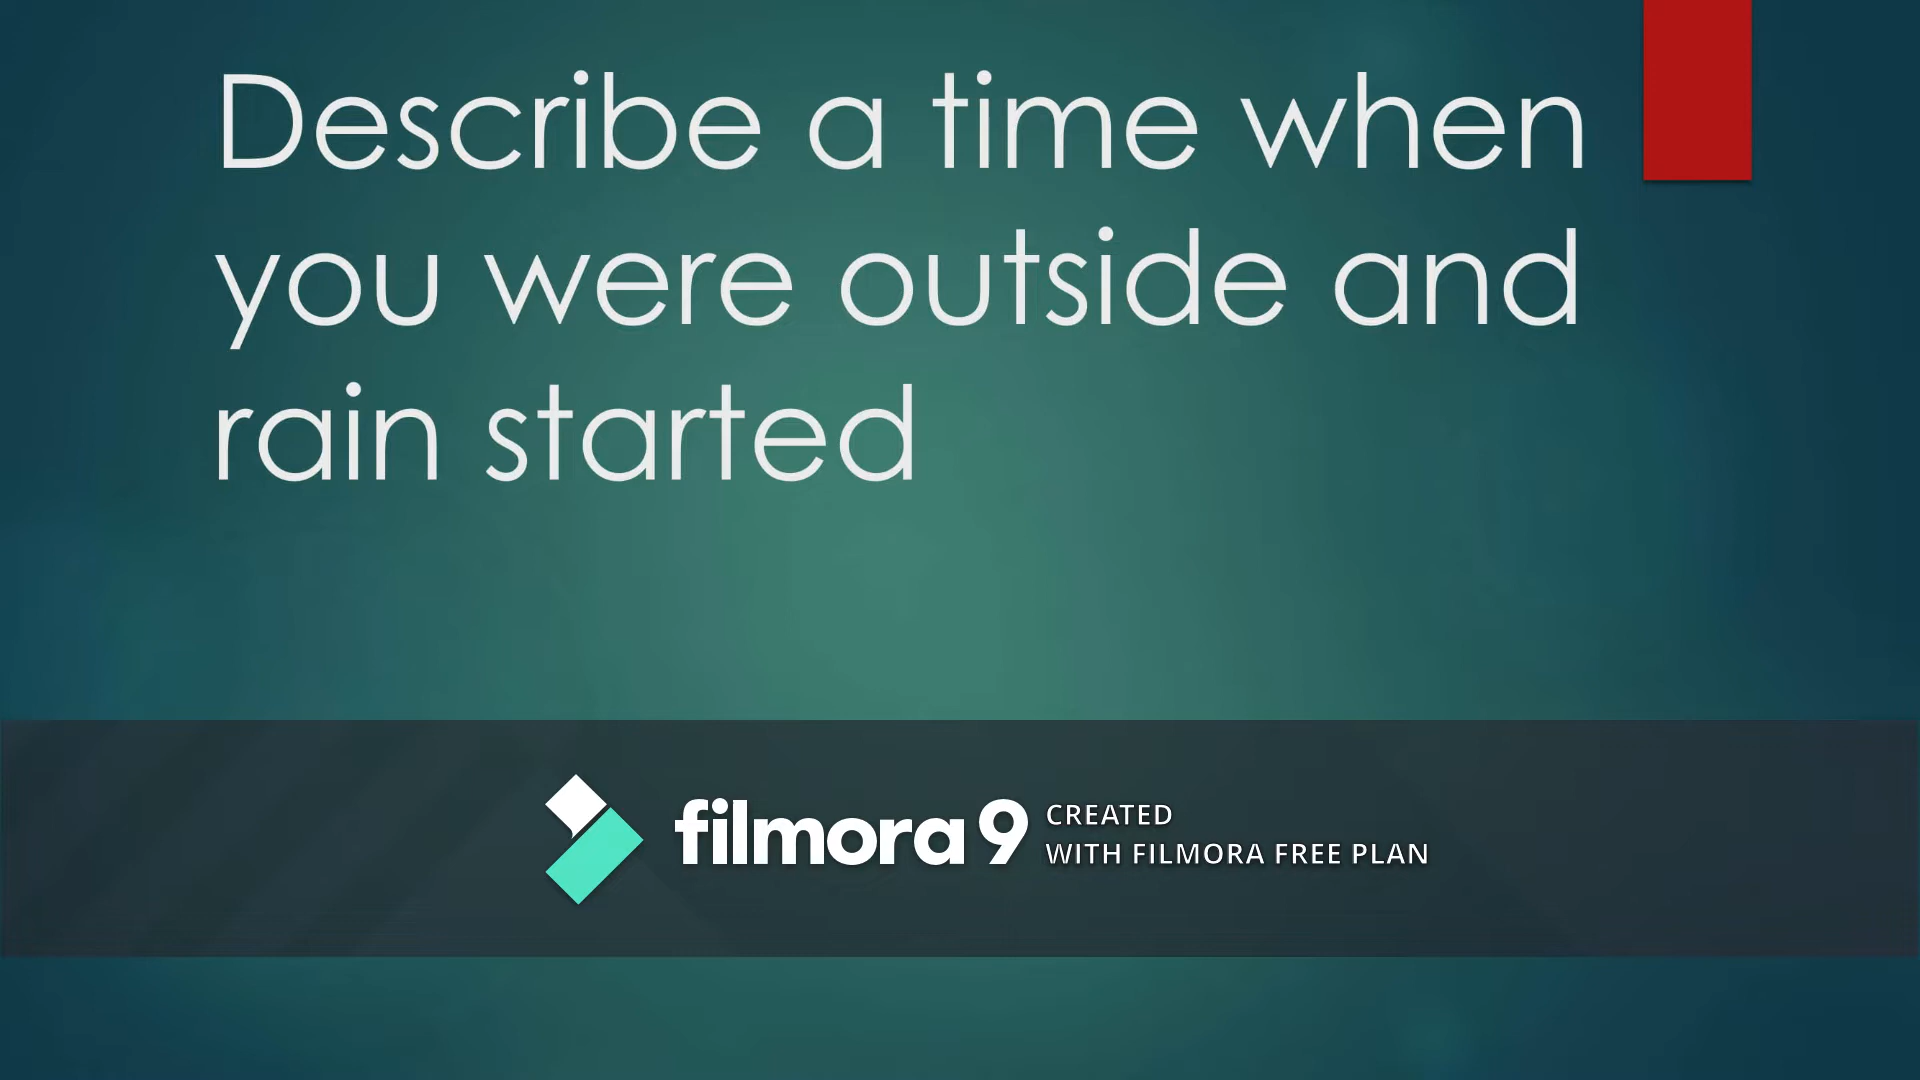 Describe a time when
you were outside and
rain started
filmora 9 CREATED
WITH FILMORA FREE PLAN